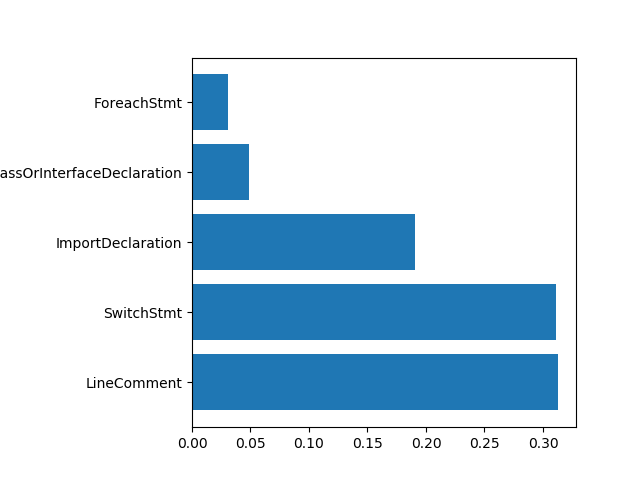 ForeachStmt
assOrInterfaceDeclaration
ImportDeclaration
SwitchStmt
LineComment
0.00 0.05 0.10 0.15 0.20 0.25 0.30